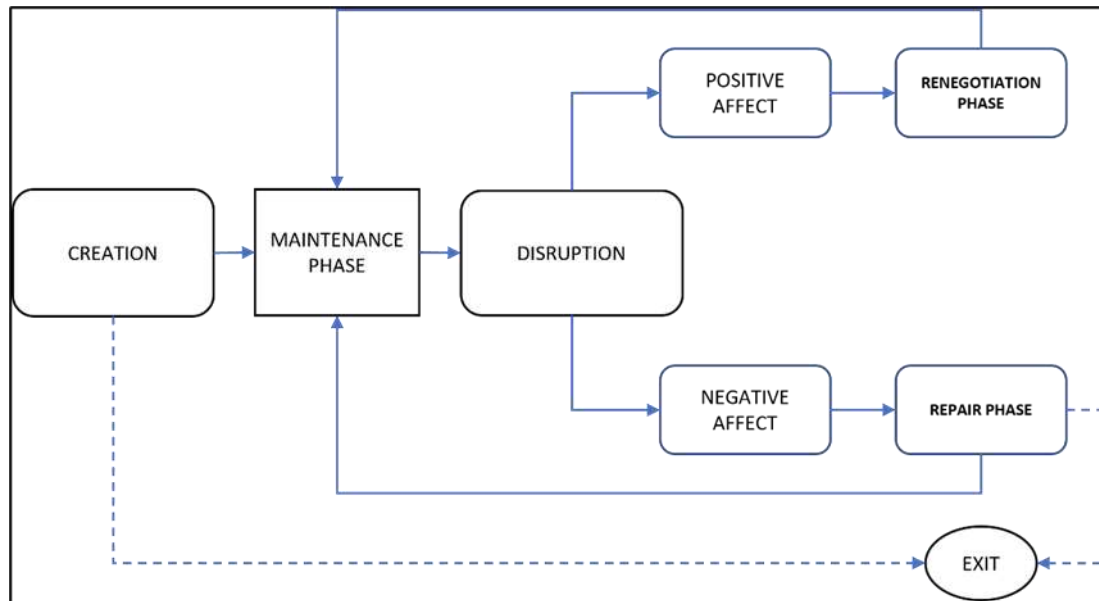 POSITIVE
AFFECT
RENEGOTIATION
PHASE
CREATION
MAINTENANCE
PHASE
DISRUPTION
NEGATIVE
AFFECT
REPAIR PHASE
EXIT